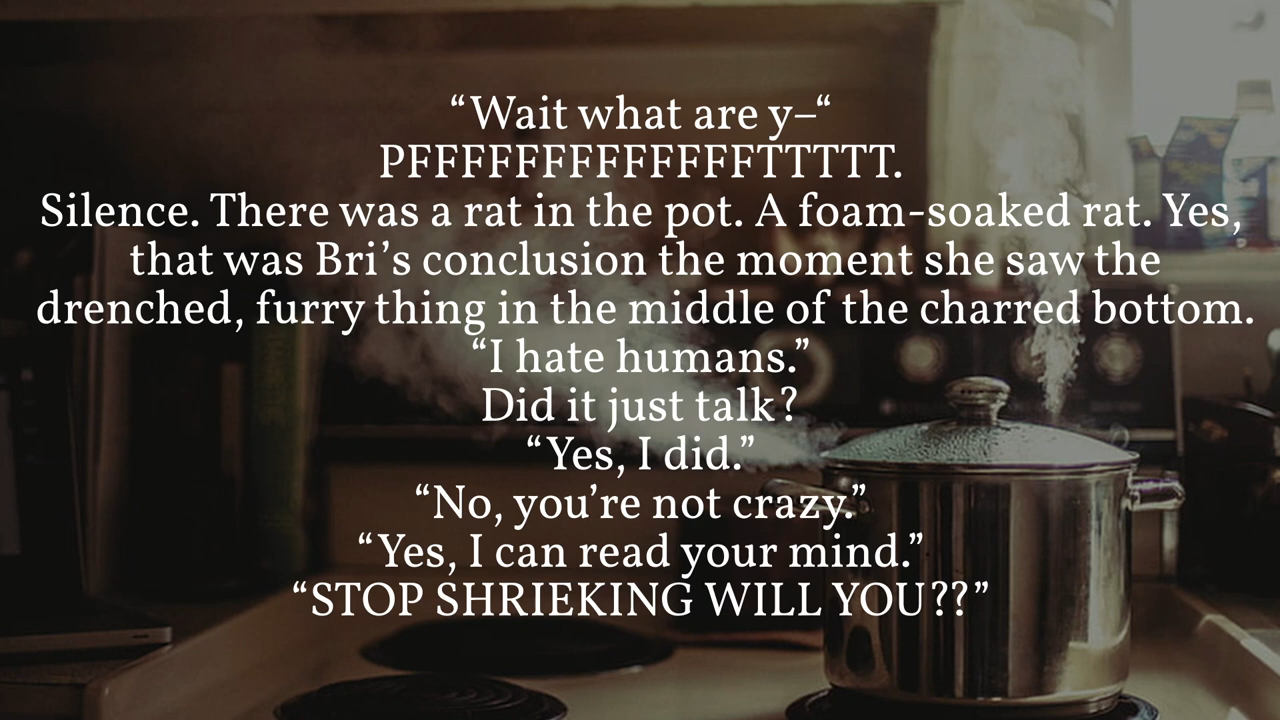 “Wait what are y–“
PFFFFFFFFFFFFFFTTTTT.
Silence. There was a rat in the pot. A foam-soaked rat. Yes,
that was Bri’s conclusion the moment she saw the
drenched, furry thing in the middle of the charred bottom.
“I hate humans.”
Did it just talk?
“Yes, I did.”
“No, you’re not crazy.”
“Yes, I can read your mind.”
“STOP SHRIEKING WILL YOU??”